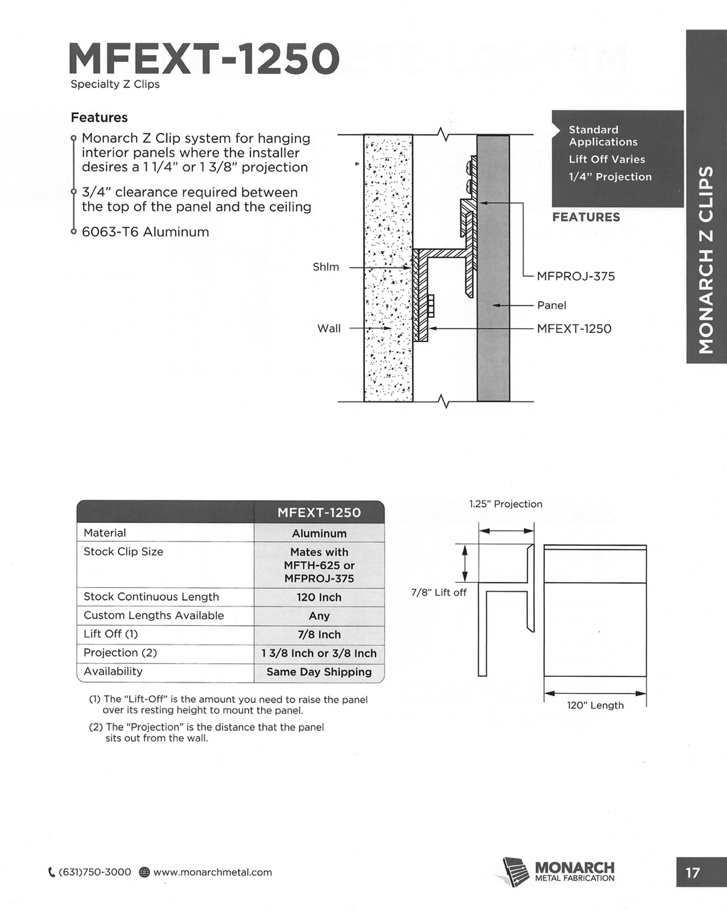 MFEXT-1250
Specialty Z Clips
Features
Monarch Z Clip system for hanging
interior panels where the installer
desires a 1 1/4" or 1 3/8" projection
3/4" clearance required between
the top of the panel and the ceiling
6063-T6 Aluminum
Standard
Applications
Lift Off Varies
1/4" Projection
FEATURES
MONARCH Z CLIPS
ShIm
Wall
MFPROJ-375
Panel
MFEXT-1250
MFEXT-1250
Material Aluminum
Stock Clip Size Mates with
MFTH-625 or
MFPROJ-375
Stock Continuous Length 120 Inch
Custom Lengths Available Any
Lift Off (1) 7/8 Inch
Projection (2) 1 3/8 Inch or 3/8 Inch
Availability Same Day Shipping
(1) The "Lift-Off" is the amount you need to raise the panel
over its resting height to mount the panel.
(2) The "Projection" is the distance that the panel
sits out from the wall.
1.25" Projection
7/8" Lift off
120" Length
(631)750-3000 www.monarchmetal.com
MONARCH
METAL FABRICATION
17